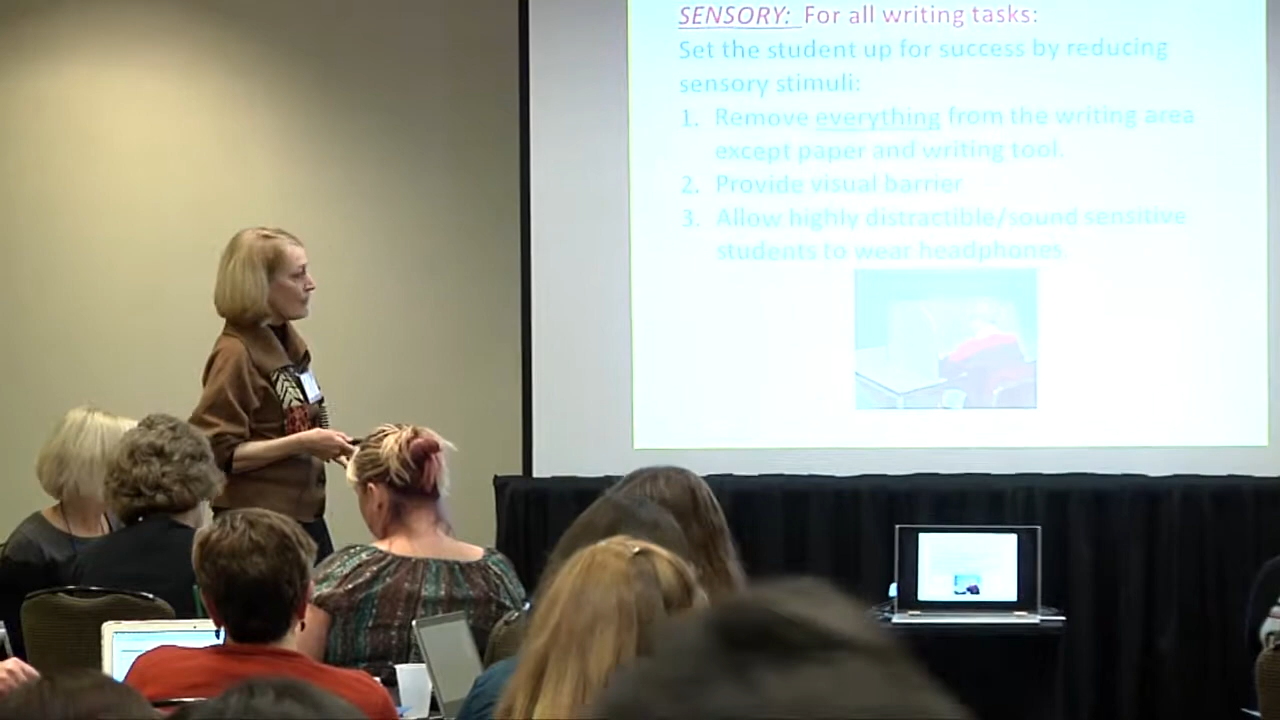 SENSORY: For all writing tasks:
Set the student up for success by reducing
sensory stimuli:
1. Remove everything from the writing area
except paper and writing tool.
2. Provide visual barrier
3. Allow highly distractible/sound sensitive
students to wear headphones.